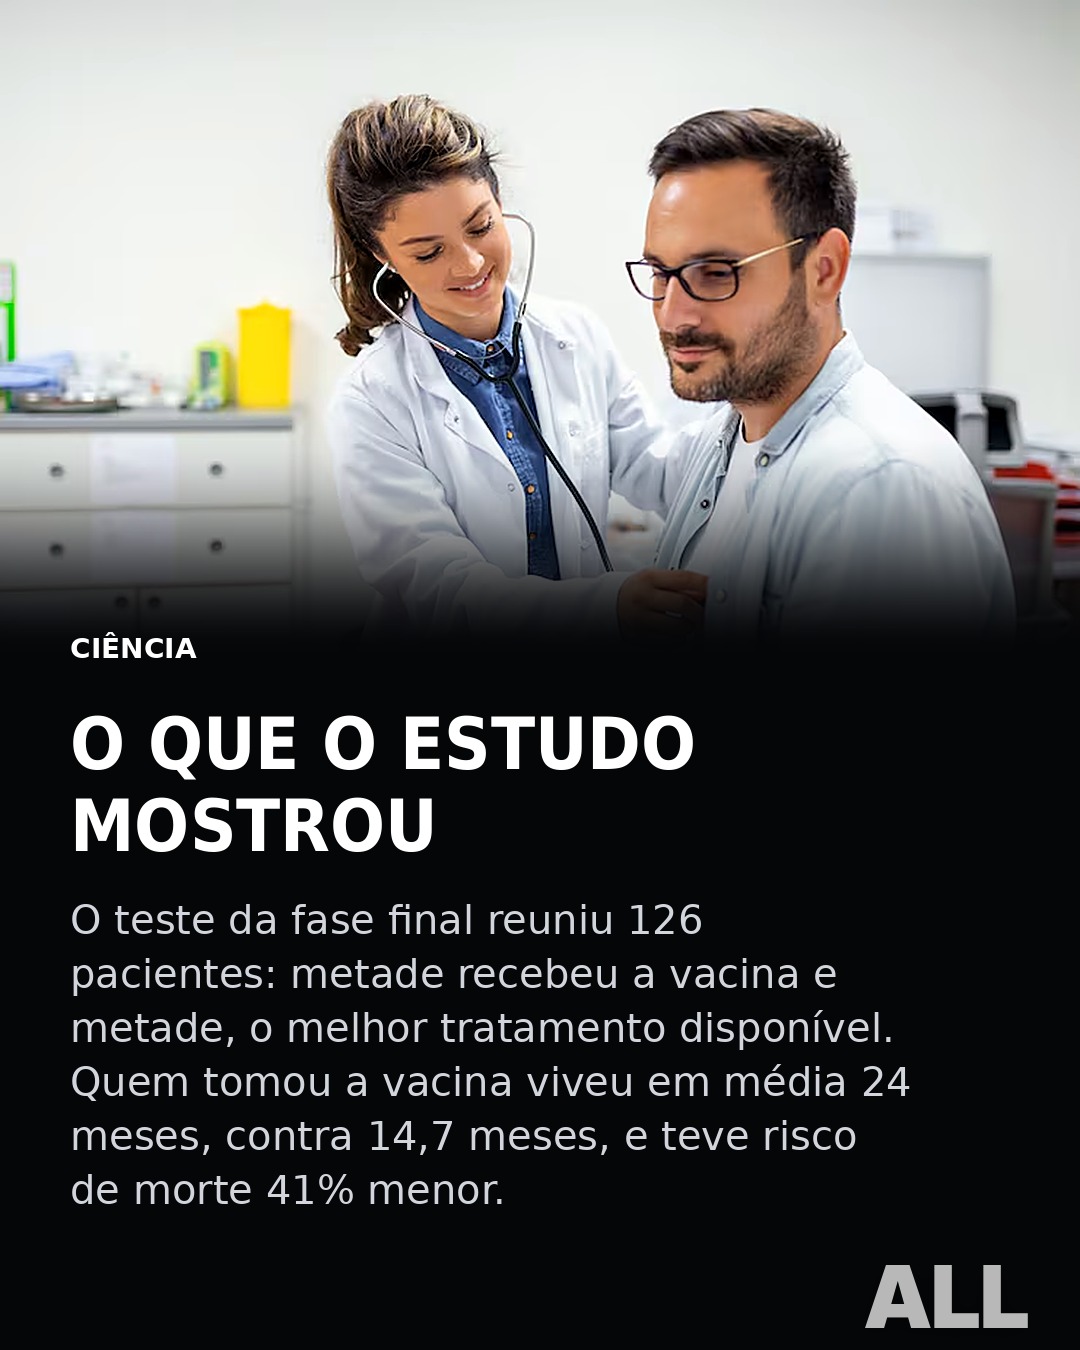 CIÊNCIA
O QUE O ESTUDO
MOSTROU
O teste da fase final reuniu 126
pacientes: metade recebeu a vacina e
metade, o melhor tratamento disponível.
Quem tomou a vacina viveu em média 24
meses, contra 14,7 meses, e teve risco
de morte 41% menor.
ALL